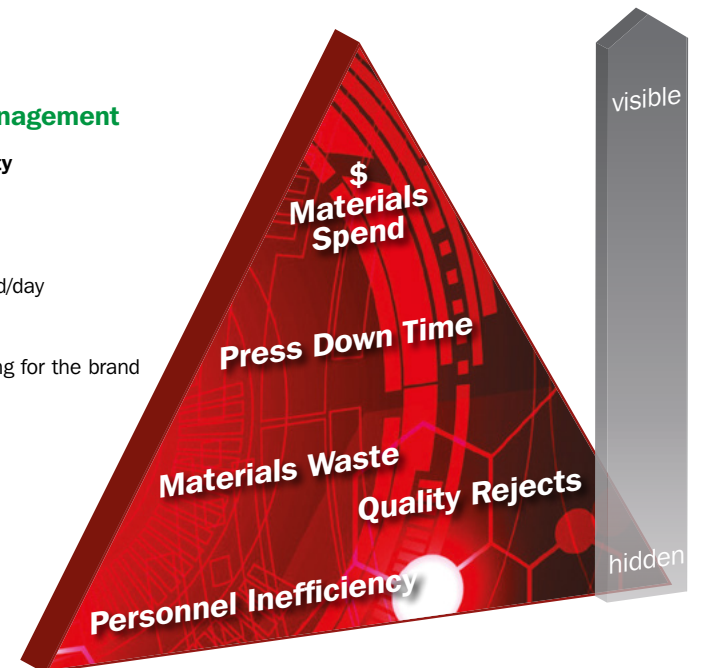 nagement
ty
d/day
ng for the brand
$
Materials
Spend
Press Down Time
Materials Waste
Quality Rejects
Personnel Inefficiency
visible
hidden